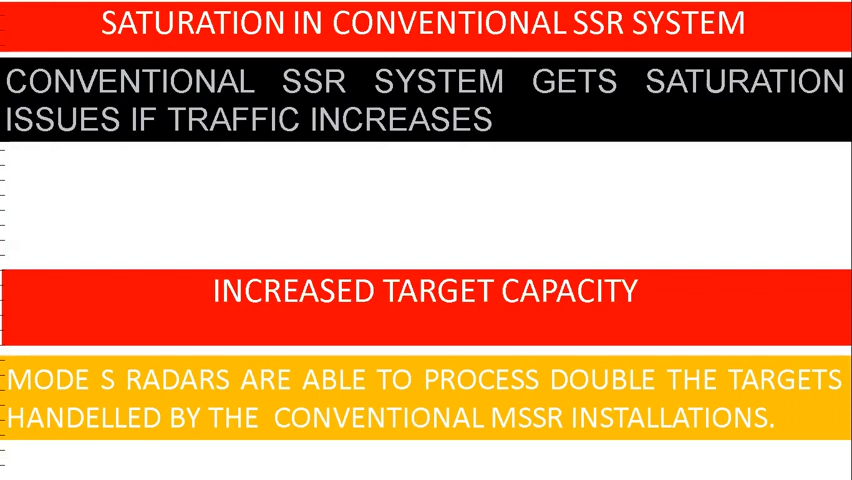 SATURATION IN CONVENTIONAL SSR SYSTEM
CONVENTIONAL SSR SYSTEM GETS SATURATION
ISSUES IF TRAFFIC INCREASES
INCREASED TARGET CAPACITY
MODE S RADARS ARE ABLE TO PROCESS DOUBLE THE TARGETS
HANDELLED BY THE CONVENTIONAL MSSR INSTALLATIONS.